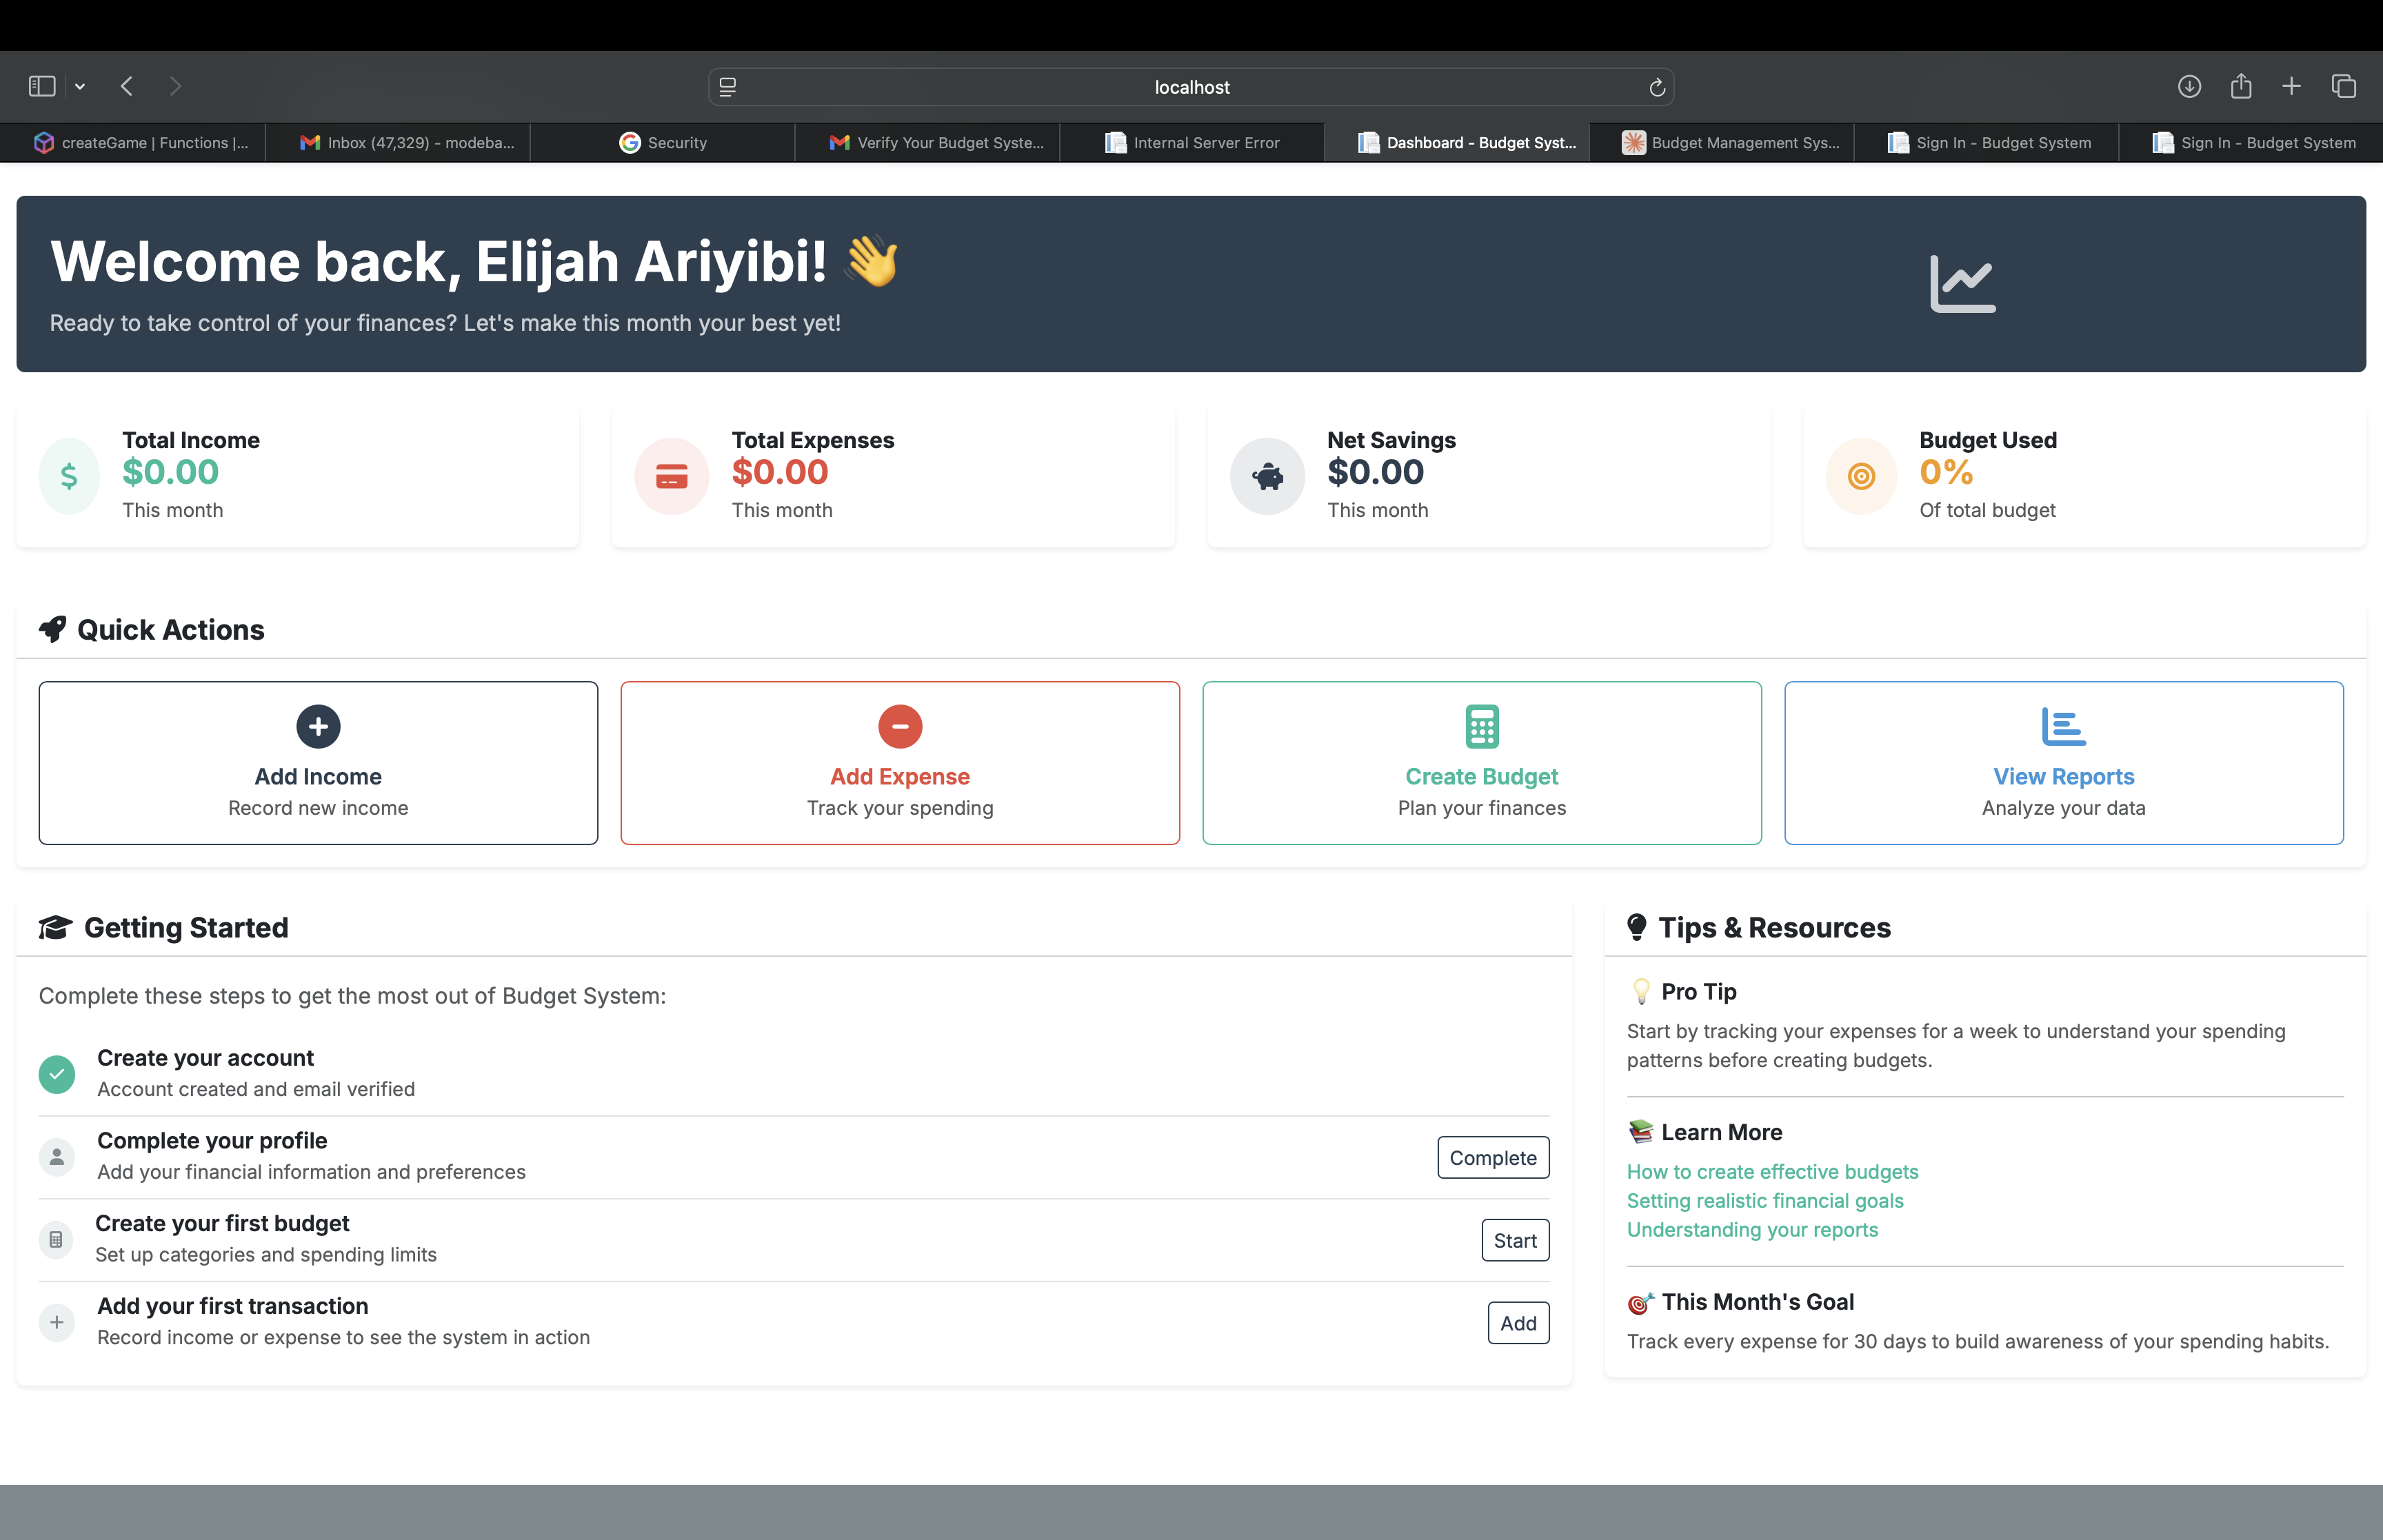 localhost
createGame | Functions |...
Inbox (47,329) - modeba...
Security
Verify Your Budget Syste...
Internal Server Error
Dashboard - Budget Syst...
Budget Management Sys...
Sign In - Budget System
Sign In - Budget System
Welcome back, Elijah Ariyibi! 👋
Ready to take control of your finances? Let's make this month your best yet!
Total Income
$0.00
This month
Total Expenses
$0.00
This month
Net Savings
$0.00
This month
Budget Used
0%
Of total budget
Quick Actions
Add Income
Record new income
Add Expense
Track your spending
Create Budget
Plan your finances
View Reports
Analyze your data
Getting Started
Complete these steps to get the most out of Budget System:
Create your account
Account created and email verified
Complete your profile
Add your financial information and preferences
Complete
Create your first budget
Set up categories and spending limits
Start
Add your first transaction
Record income or expense to see the system in action
Add
Tips & Resources
💡 Pro Tip
Start by tracking your expenses for a week to understand your spending
patterns before creating budgets.
📚 Learn More
How to create effective budgets
Setting realistic financial goals
Understanding your reports
🎯 This Month's Goal
Track every expense for 30 days to build awareness of your spending habits.